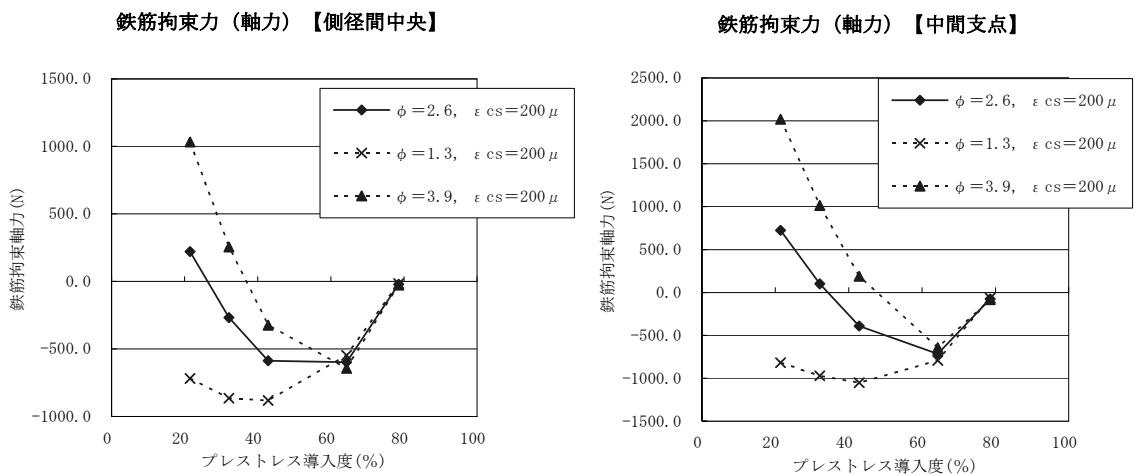 鉄筋拘束力（軸力）【側径間中央】
1500.0
1000.0
500.0
0.0
-500.0
-1000.0
鉄筋拘束軸力(N)
0 20 40 60 80 100
プレストレス導入度(%)
φ＝2.6, εcs＝200μ
φ＝1.3, εcs＝200μ
φ＝3.9, εcs＝200μ
鉄筋拘束力（軸力）【中間支点】
2500.0
2000.0
1500.0
1000.0
500.0
0.0
-500.0
-1000.0
-1500.0
鉄筋拘束軸力(N)
0 20 40 60 80 100
プレストレス導入度(%)
φ＝2.6, εcs＝200μ
φ＝1.3, εcs＝200μ
φ＝3.9, εcs＝200μ